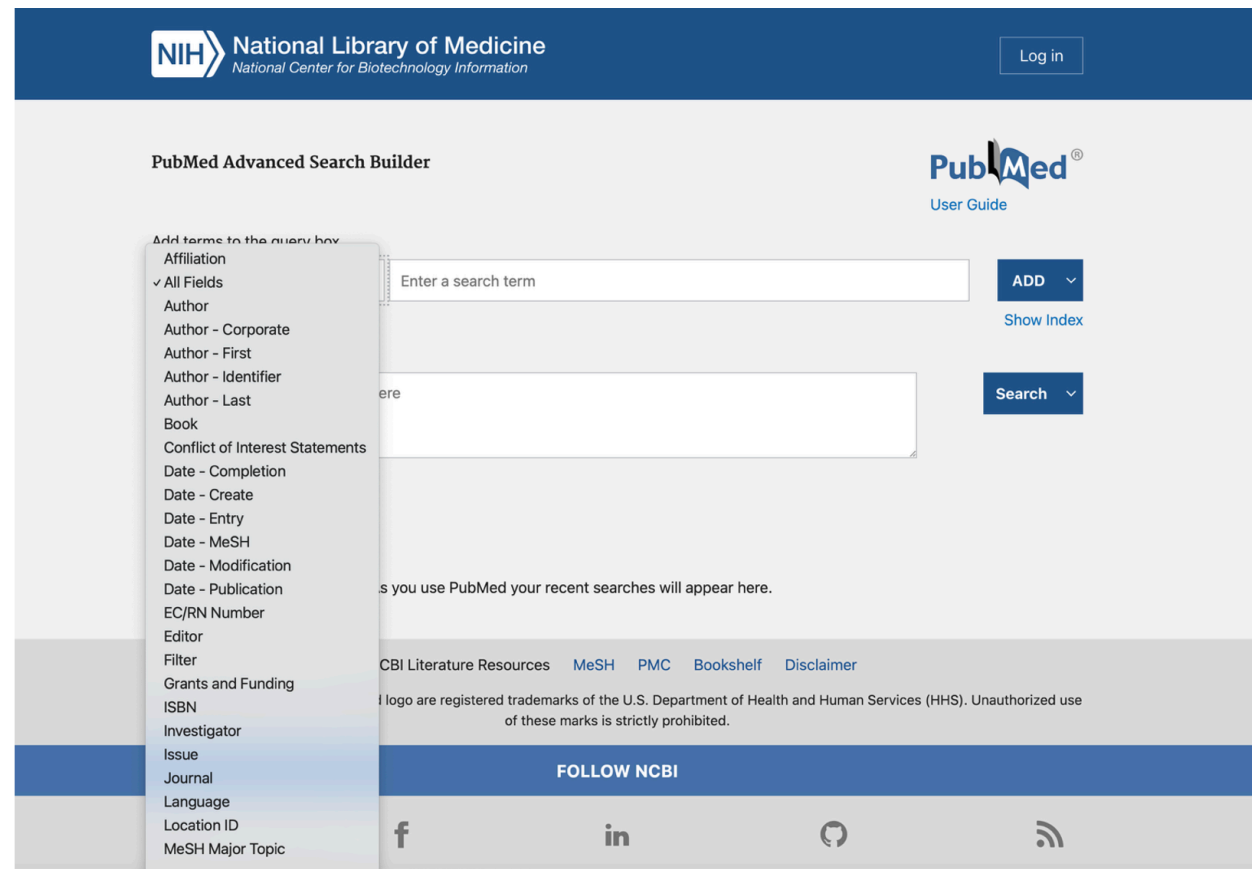 NIH
National Library of Medicine
National Center for Biotechnology Information
Log in
PubMed Advanced Search Builder
PubMed®
User Guide
Add terms to the query box
Affiliation
✓ All Fields
Author
Author - Corporate
Author - First
Author - Identifier
Author - Last
Book
Conflict of Interest Statements
Date - Completion
Date - Create
Date - Entry
Date - MeSH
Date - Modification
Date - Publication
EC/RN Number
Editor
Filter
Grants and Funding
ISBN
Investigator
Issue
Journal
Language
Location ID
MeSH Major Topic
Enter a search term
ADD
Show Index
ere
Search
s you use PubMed your recent searches will appear here.
CBI Literature Resources MeSH PMC Bookshelf Disclaimer
logo are registered trademarks of the U.S. Department of Health and Human Services (HHS). Unauthorized use
of these marks is strictly prohibited.
FOLLOW NCBI
f
in